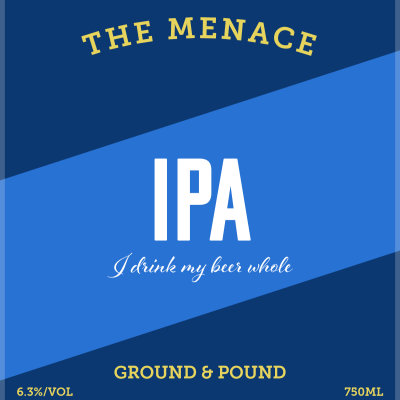 THE MENACE
IPA
I drink my beer whole
GROUND & POUND
6.3%/VOL
750ML